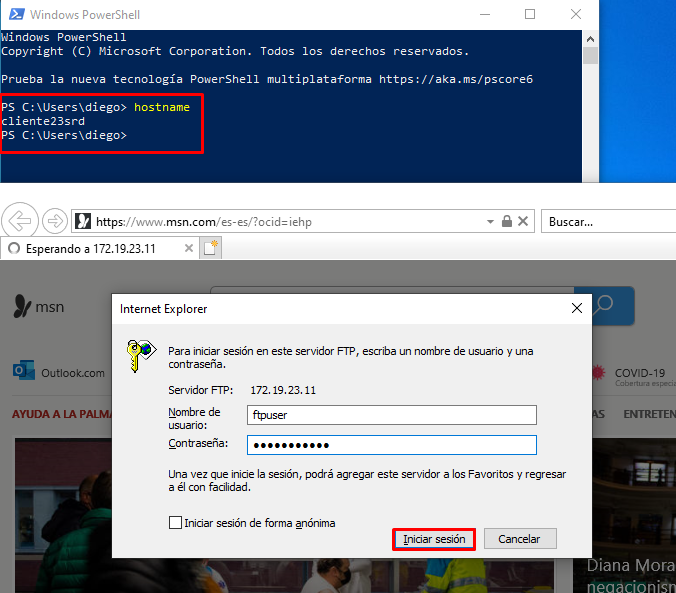 Windows PowerShell
Windows PowerShell
Copyright (C) Microsoft Corporation. Todos los derechos reservados.
Prueba la nueva tecnología PowerShell multiplataforma https://aka.ms/pscore6
PS C:\Users\diego> hostname
cliente23srd
PS C:\Users\diego>
https://www.msn.com/es-es/?ocid=iehp
Buscar...
Esperando a 172.19.23.11
msn
Internet Explorer
Para iniciar sesión en este servidor FTP, escriba un nombre de usuario y una
contraseña.
Outlook.com
COVID-19
Cobertura especia
Servidor FTP: 172.19.23.11
AYUDA A LA PALMA
AS ENTRETEN
Nombre de
usuario:
ftpuser
Contraseña: ●●●●●●●●●●●
Una vez que inicie la sesión, podrá agregar este servidor a los Favoritos y regresar
a él con facilidad.
Iniciar sesión de forma anónima
Iniciar sesión
Cancelar
Diana Mora
negacionism